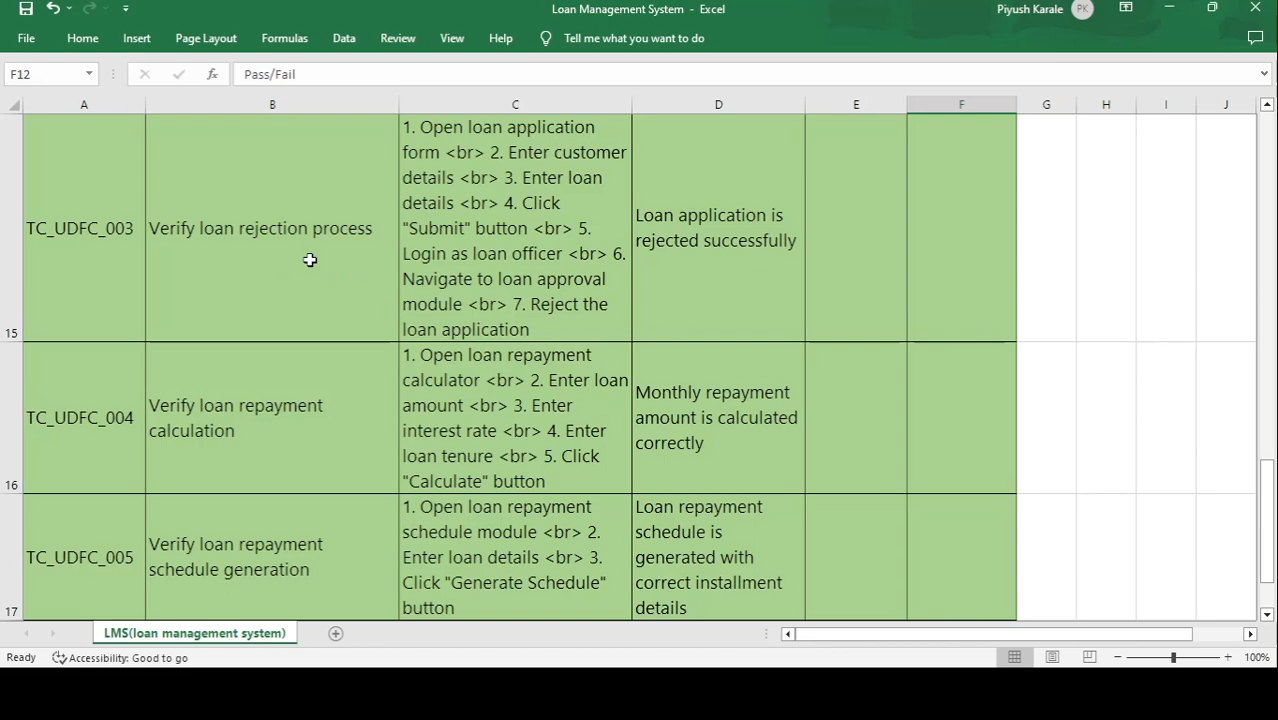 Loan Management System - Excel
Piyush Karale PK
File Home Insert Page Layout Formulas Data Review View Help Tell me what you want to do
F12 fx Pass/Fail
A B C D E F G H I J
15
TC_UDFC_003
Verify loan rejection process
1. Open loan application
form <br> 2. Enter customer
details <br> 3. Enter loan
details <br> 4. Click
"Submit" button <br> 5.
Login as loan officer <br> 6.
Navigate to loan approval
module <br> 7. Reject the
loan application
Loan application is
rejected successfully
16
TC_UDFC_004
Verify loan repayment
calculation
1. Open loan repayment
calculator <br> 2. Enter loan
amount <br> 3. Enter
interest rate <br> 4. Enter
loan tenure <br> 5. Click
"Calculate" button
Monthly repayment
amount is calculated
correctly
17
TC_UDFC_005
Verify loan repayment
schedule generation
1. Open loan repayment
schedule module <br> 2.
Enter loan details <br> 3.
Click "Generate Schedule"
button
Loan repayment
schedule is
generated with
correct installment
details
LMS(loan management system)
Ready Accessibility: Good to go 100%